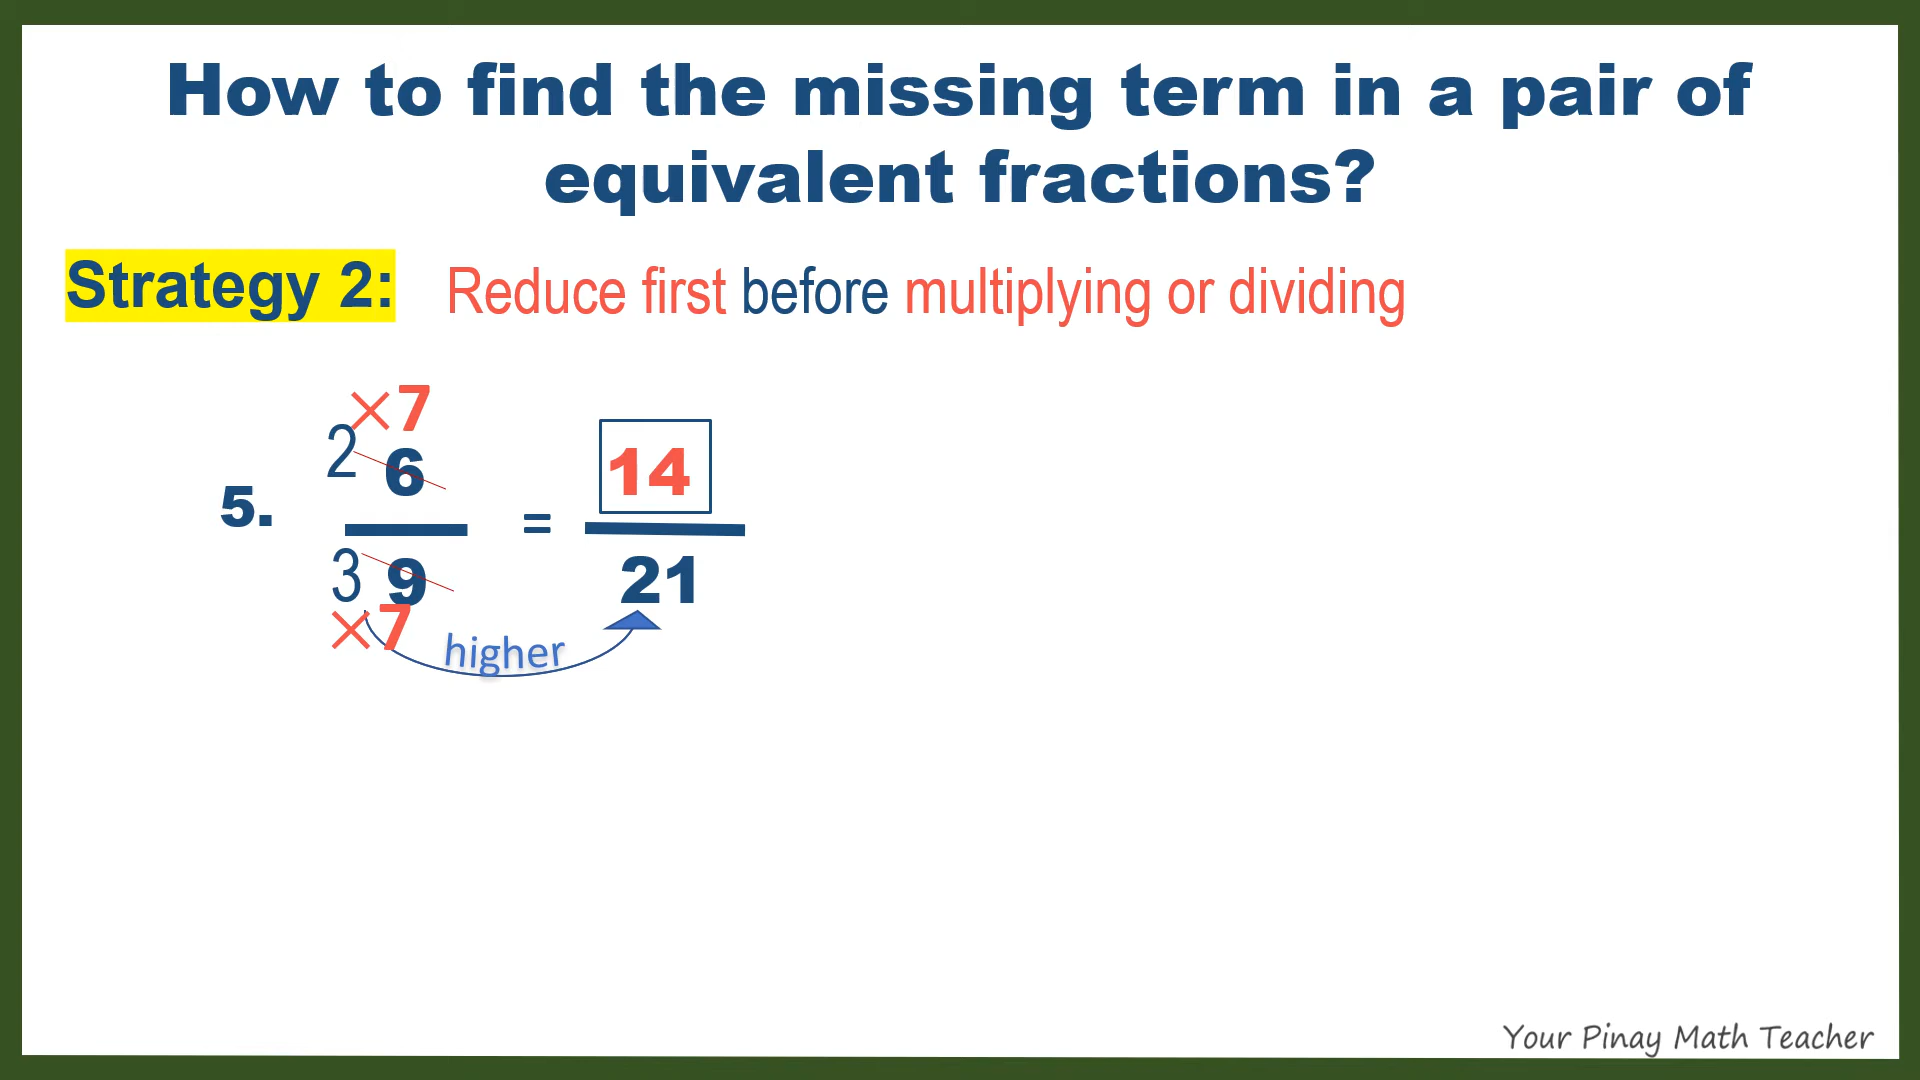 How to find the missing term in a pair of
equivalent fractions?
Strategy 2: Reduce first before multiplying or dividing
×7
2 6 14
5. =
3 9 21
×7 higher
Your Pinay Math Teacher